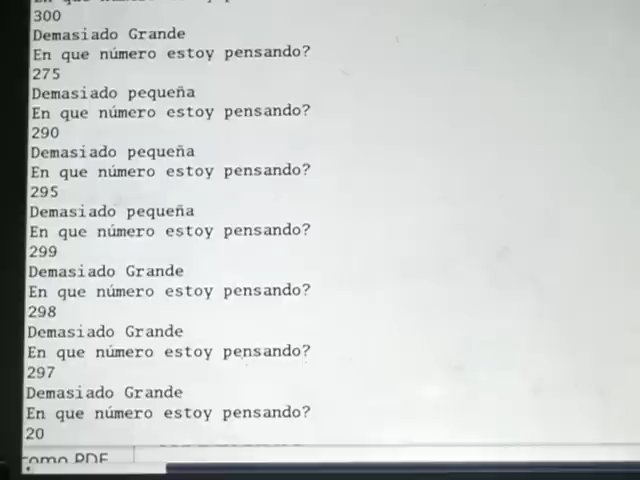 300
Demasiado Grande
En que número estoy pensando?
275
Demasiado pequeña
En que número estoy pensando?
290
Demasiado pequeña
En que número estoy pensando?
295
Demasiado pequeña
En que número estoy pensando?
299
Demasiado Grande
En que número estoy pensando?
298
Demasiado Grande
En que número estoy pensando?
297
Demasiado Grande
En que número estoy pensando?
20
omo PDF